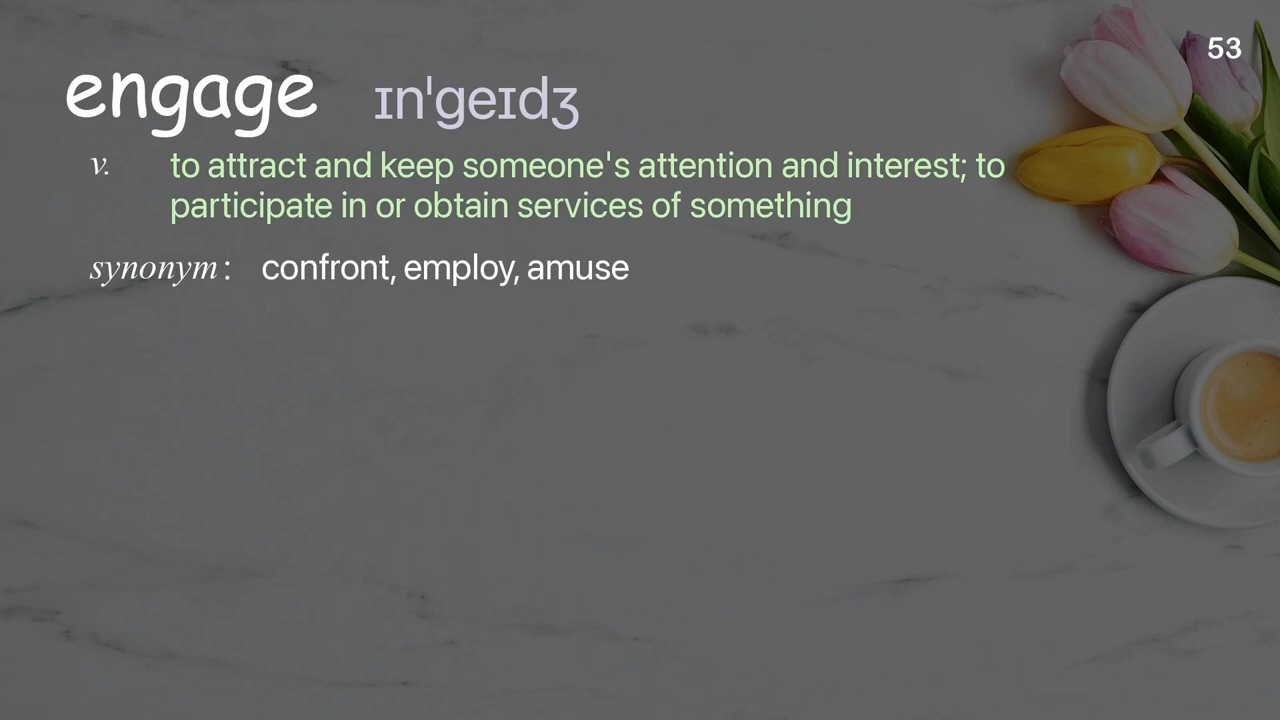 53
engage ɪnˈgeɪdʒ
v. to attract and keep someone's attention and interest; to
participate in or obtain services of something
synonym: confront, employ, amuse